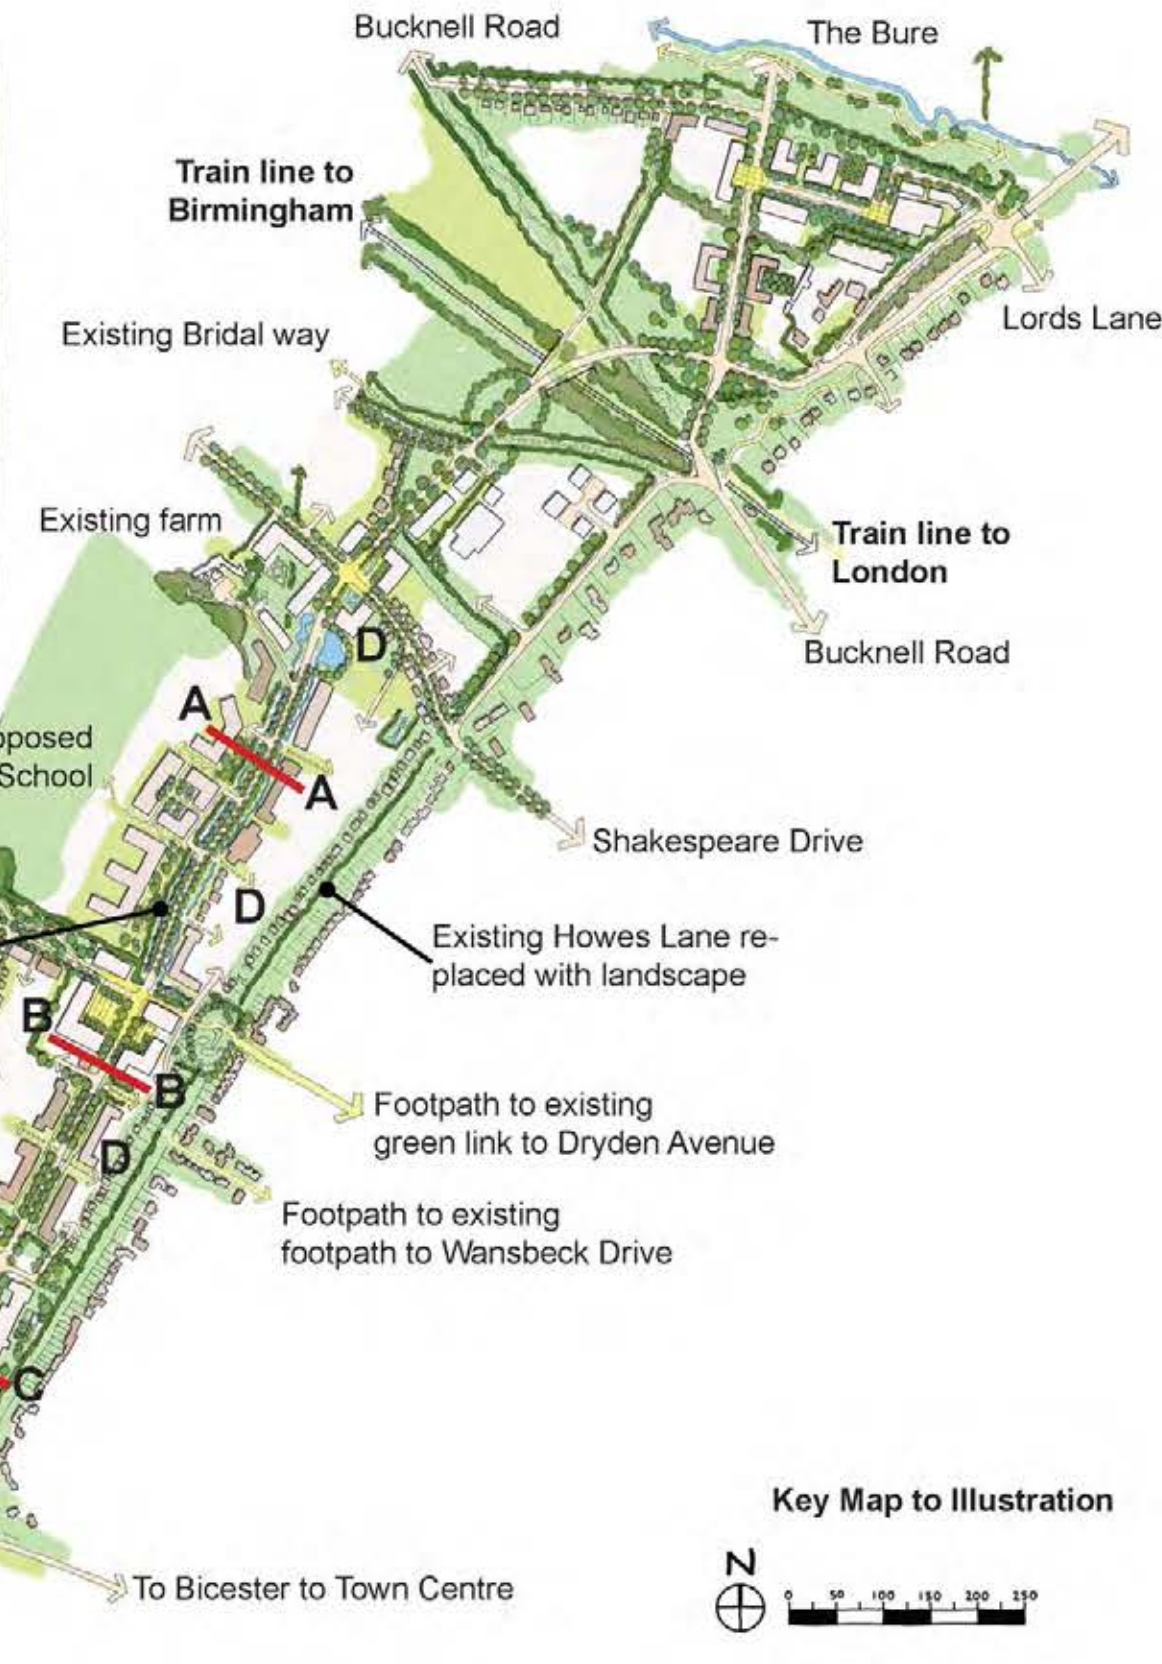 Bucknell Road
The Bure
Train line to
Birmingham
Existing Bridal way
Lords Lane
Existing farm
Train line to
London
Bucknell Road
D
A
A
pposed
School
Shakespeare Drive
D
Existing Howes Lane re-
placed with landscape
B
B
Footpath to existing
green link to Dryden Avenue
D
Footpath to existing
footpath to Wansbeck Drive
C
Key Map to Illustration
N
0 50 100 150 200 250
To Bicester to Town Centre